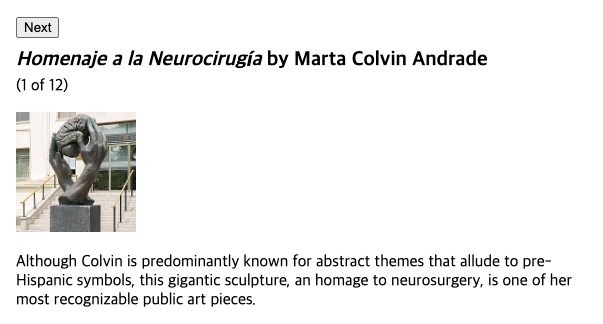 Next
Homenaje a la Neurocirugía by Marta Colvin Andrade
(1 of 12)
Although Colvin is predominantly known for abstract themes that allude to pre-
Hispanic symbols, this gigantic sculpture, an homage to neurosurgery, is one of her
most recognizable public art pieces.